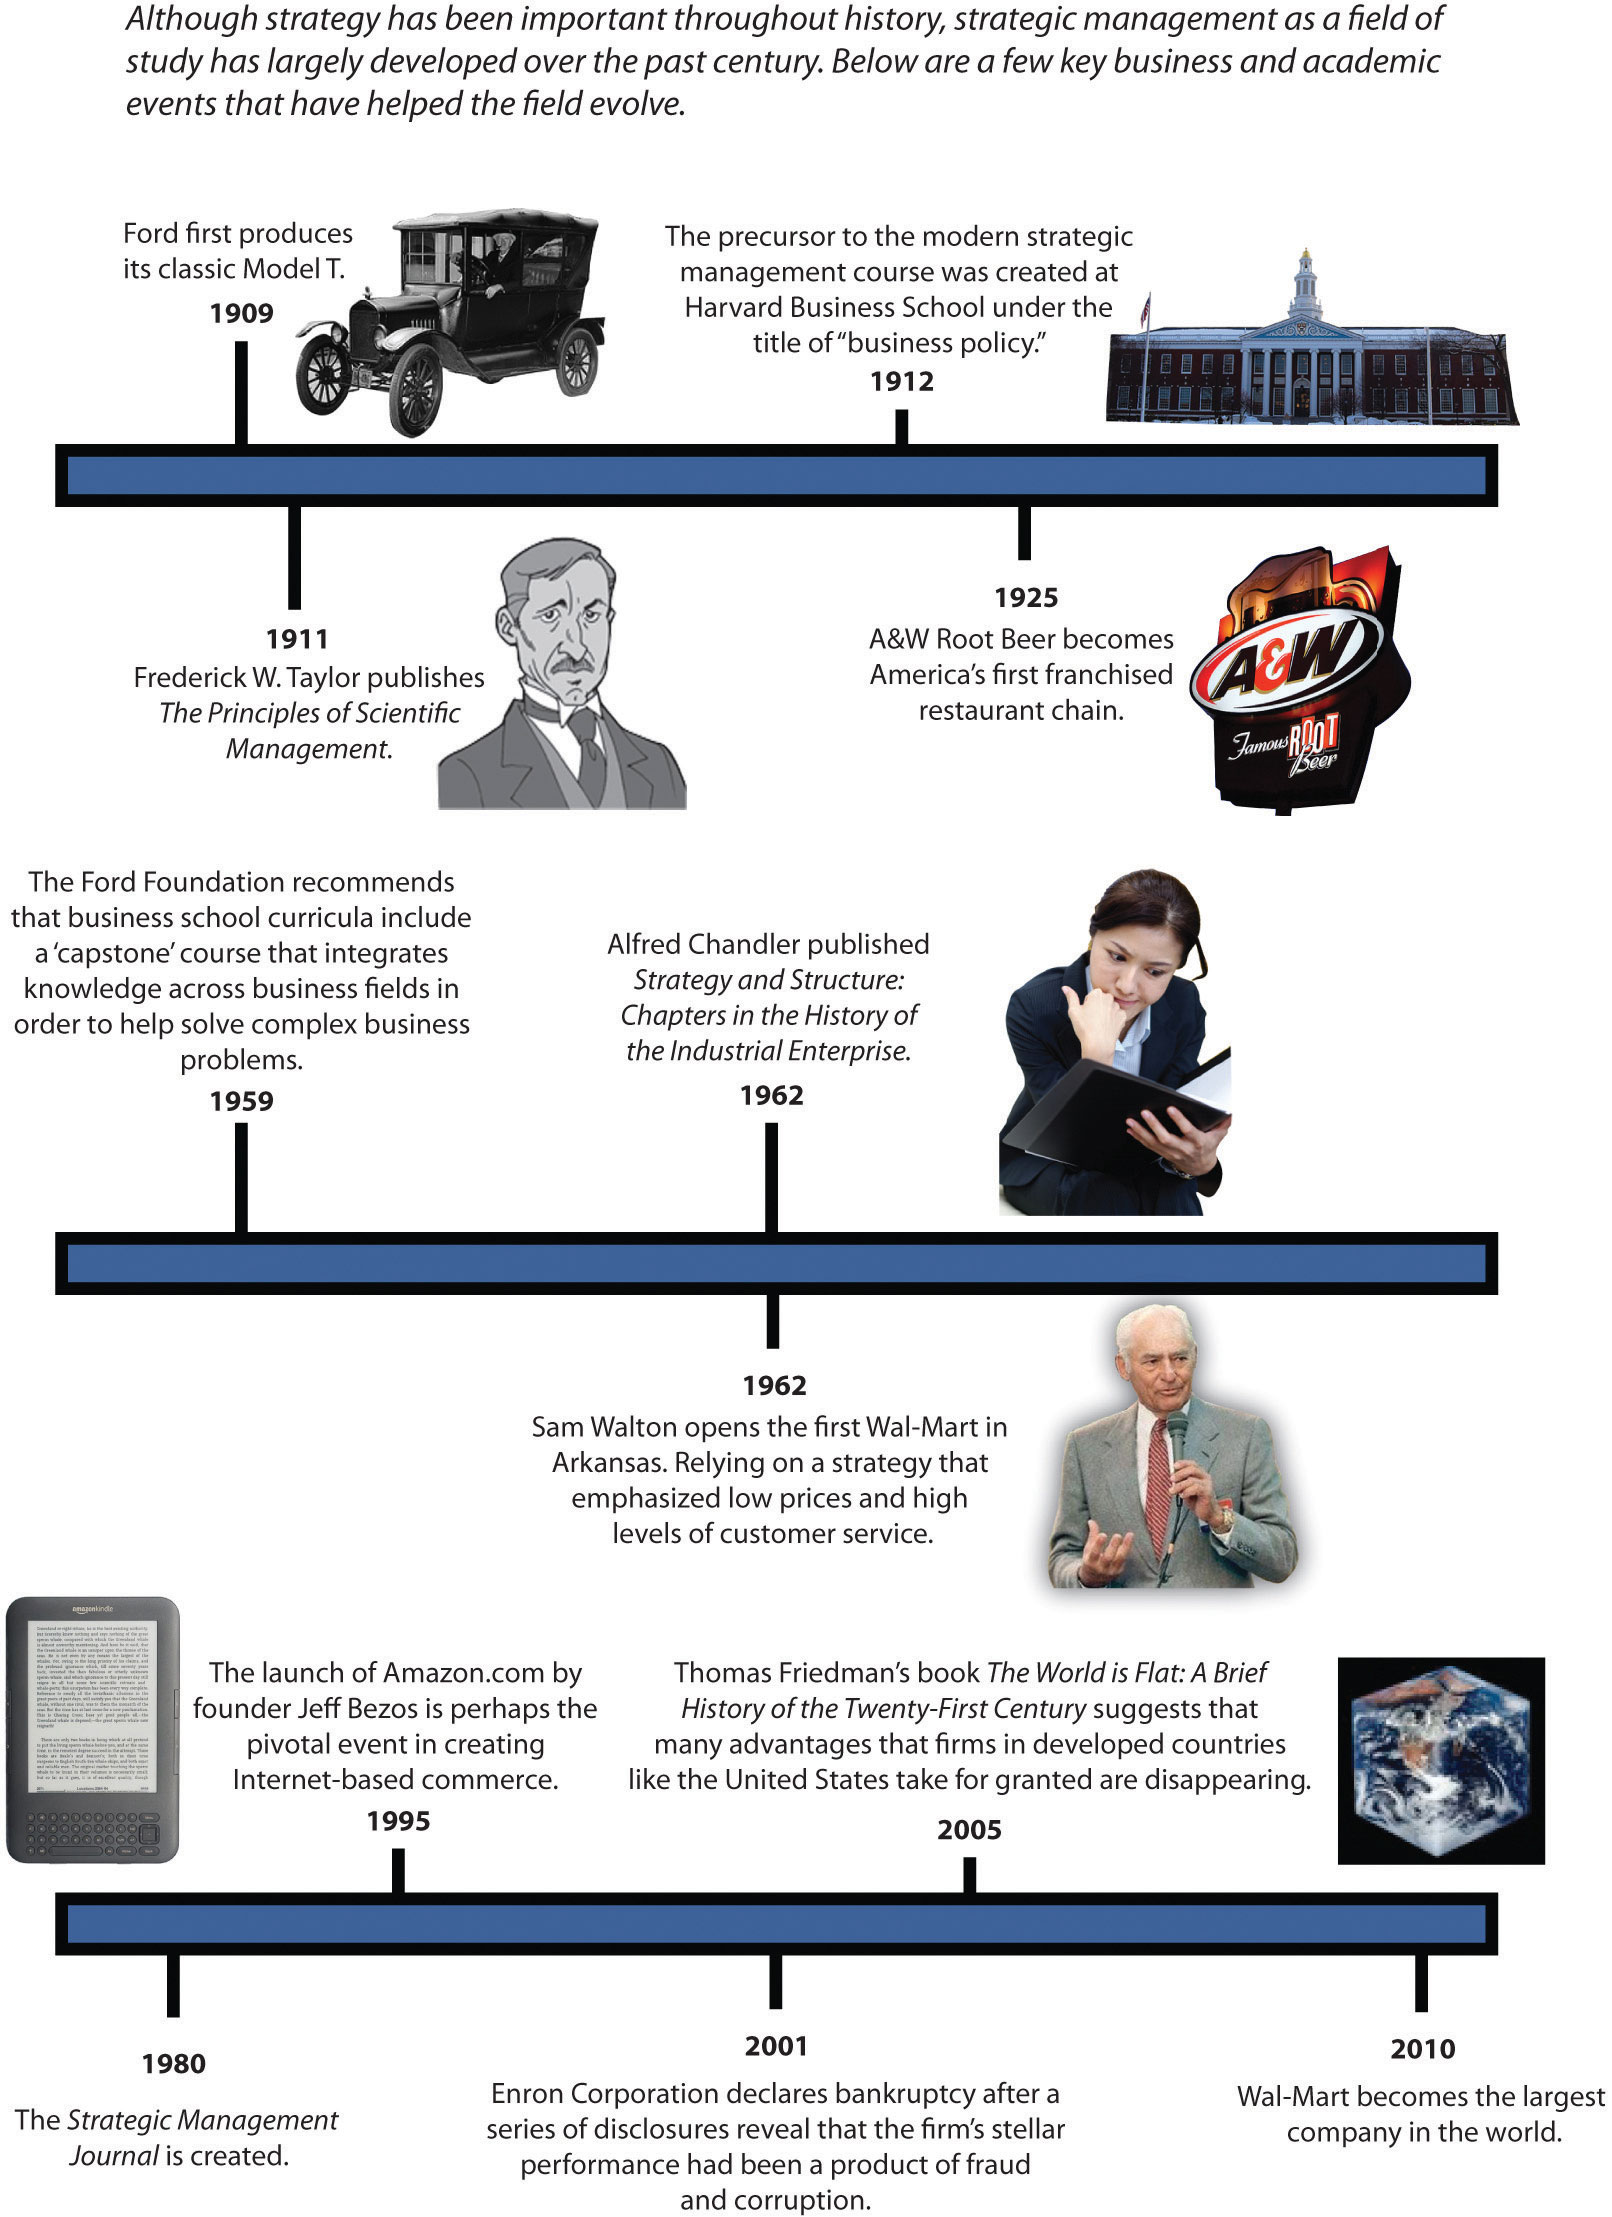 Although strategy has been important throughout history, strategic management as a field of
study has largely developed over the past century. Below are a few key business and academic
events that have helped the field evolve.
Ford first produces
its classic Model T.
1909
The precursor to the modern strategic
management course was created at
Harvard Business School under the
title of “business policy.”
1912
1911
Frederick W. Taylor publishes
The Principles of Scientific
Management.
1925
A&W Root Beer becomes
America’s first franchised
restaurant chain.
A&W
Famous ROOT
Beer
The Ford Foundation recommends
that business school curricula include
a ‘capstone’ course that integrates
knowledge across business fields in
order to help solve complex business
problems.
1959
Alfred Chandler published
Strategy and Structure:
Chapters in the History of
the Industrial Enterprise.
1962
1962
Sam Walton opens the first Wal-Mart in
Arkansas. Relying on a strategy that
emphasized low prices and high
levels of customer service.
amazonkindle
The launch of Amazon.com by
founder Jeff Bezos is perhaps the
pivotal event in creating
Internet-based commerce.
1995
Thomas Friedman’s book The World is Flat: A Brief
History of the Twenty-First Century suggests that
many advantages that firms in developed countries
like the United States take for granted are disappearing.
2005
1980
The Strategic Management
Journal is created.
2001
Enron Corporation declares bankruptcy after a
series of disclosures reveal that the firm’s stellar
performance had been a product of fraud
and corruption.
2010
Wal-Mart becomes the largest
company in the world.